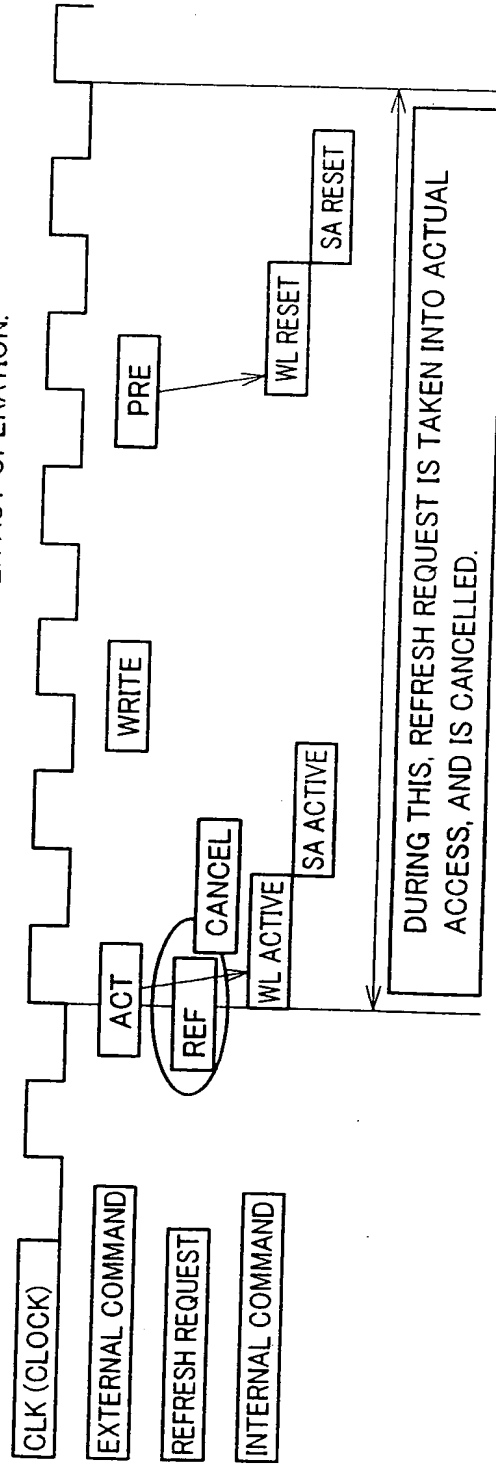 CLK (CLOCK)
EXTERNAL COMMAND
ACT
WRITE
PRE
REFRESH REQUEST
REF
CANCEL
INTERNAL COMMAND
WL ACTIVE
SA ACTIVE
WL RESET
SA RESET
DURING THIS, REFRESH REQUEST IS TAKEN INTO ACTUAL
ACCESS, AND IS CANCELLED.